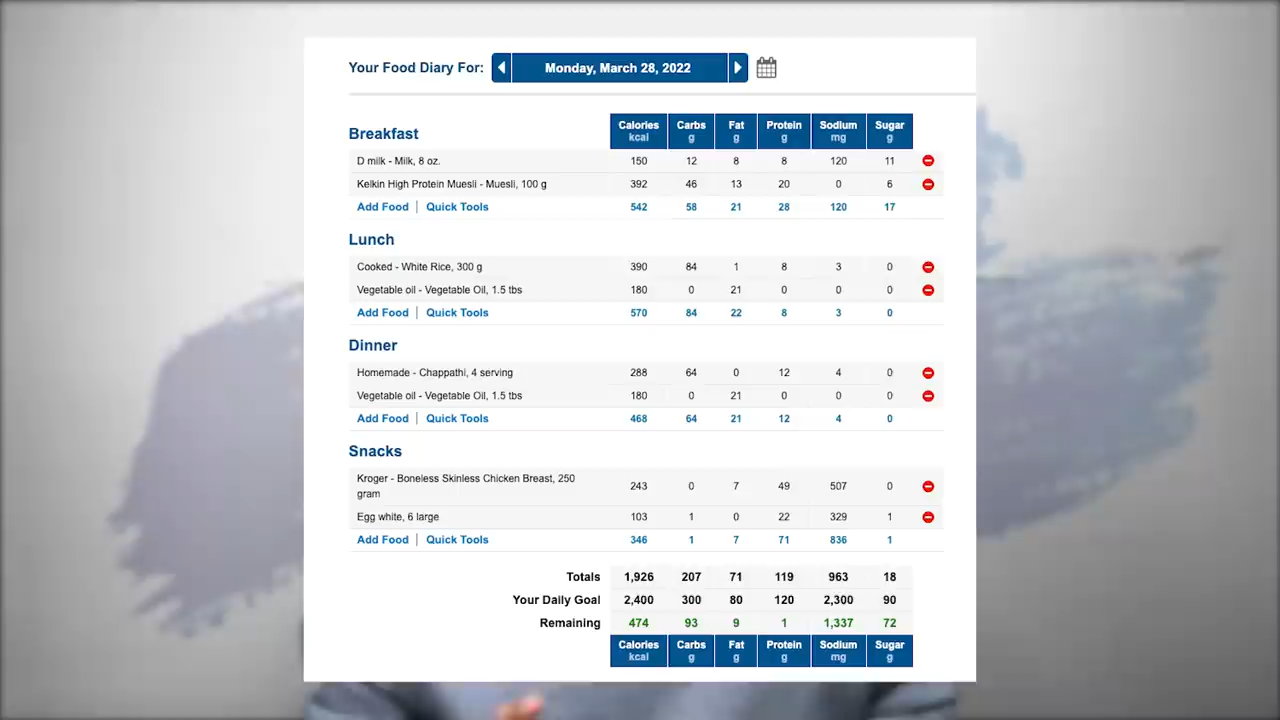 Your Food Diary For: Monday, March 28, 2022
Breakfast Calories kcal Carbs g Fat g Protein g Sodium mg Sugar g
D milk - Milk, 8 oz. 150 12 8 8 120 11
Kelkin High Protein Muesli - Muesli, 100 g 392 46 13 20 0 6
Add Food | Quick Tools 542 58 21 28 120 17
Lunch
Cooked - White Rice, 300 g 390 84 1 8 3 0
Vegetable oil - Vegetable Oil, 1.5 tbs 180 0 21 0 0 0
Add Food | Quick Tools 570 84 22 8 3 0
Dinner
Homemade - Chappathi, 4 serving 288 64 0 12 4 0
Vegetable oil - Vegetable Oil, 1.5 tbs 180 0 21 0 0 0
Add Food | Quick Tools 468 64 21 12 4 0
Snacks
Kroger - Boneless Skinless Chicken Breast, 250
gram 243 0 7 49 507 0
Egg white, 6 large 103 1 0 22 329 1
Add Food | Quick Tools 346 1 7 71 836 1
Totals 1,926 207 71 119 963 18
Your Daily Goal 2,400 300 80 120 2,300 90
Remaining 474 93 9 1 1,337 72
Calories kcal Carbs g Fat g Protein g Sodium mg Sugar g